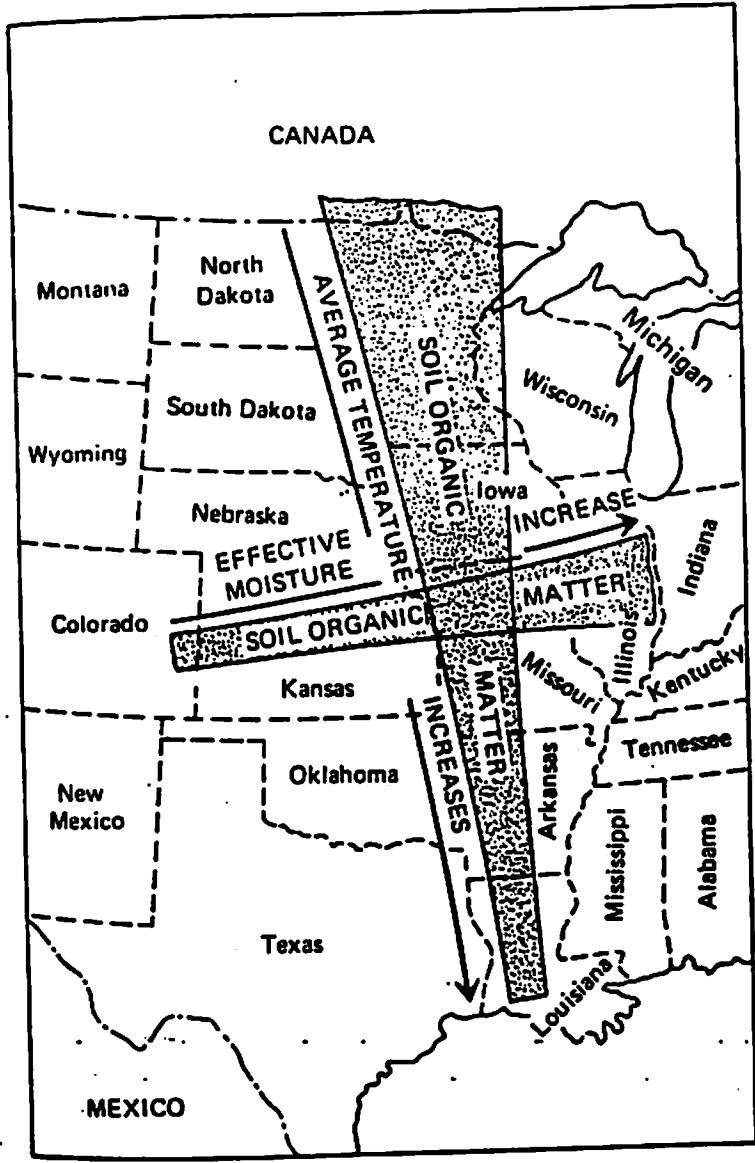 CANADA
Montana
North
Dakota
AVERAGE TEMPERATURE
SOIL ORGANIC
Michigan
Wisconsin
South Dakota
Wyoming
Iowa
INCREASE
Nebraska
EFFECTIVE
MOISTURE
Indiana
Colorado
SOIL ORGANIC
MATTER
Illinois
Kansas
Missouri
Kentucky
INCREASES
MATTER
Tennessee
Oklahoma
Arkansas
New
Mexico
Mississippi
Alabama
Texas
Louisiana
MEXICO